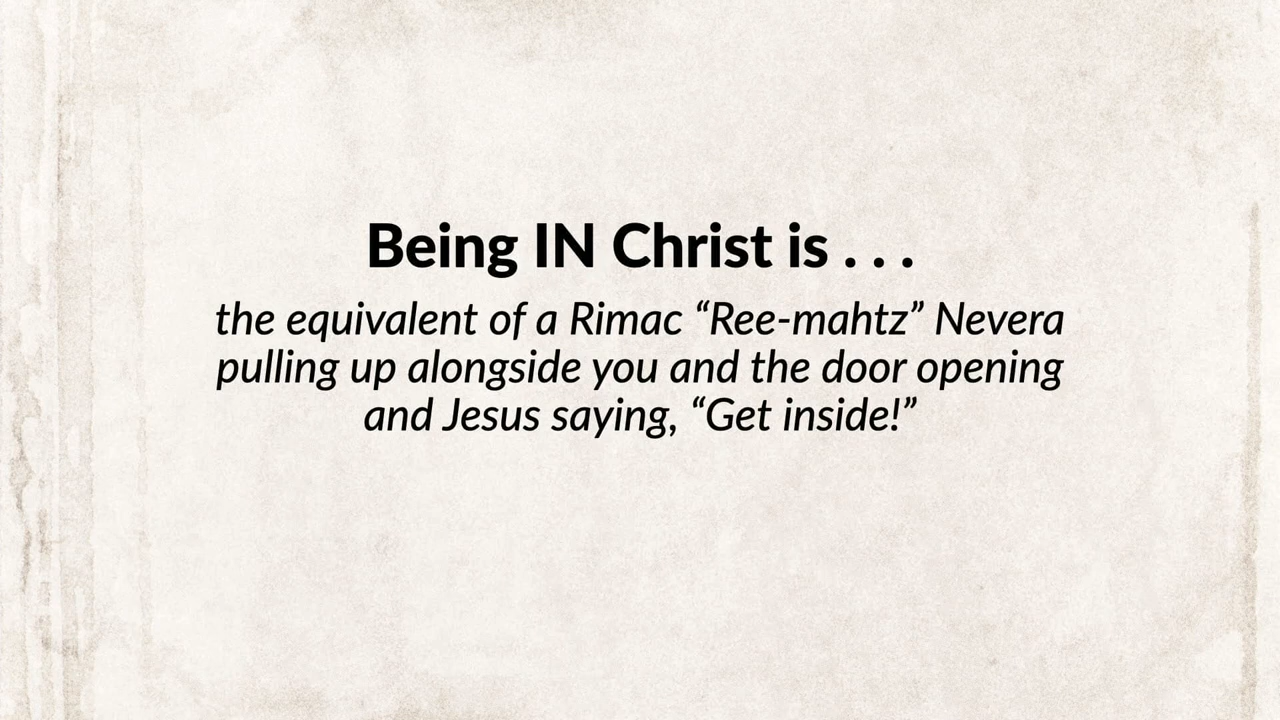 Being IN Christ is . . .
the equivalent of a Rimac “Ree-mahtz” Nevera
pulling up alongside you and the door opening
and Jesus saying, “Get inside!”